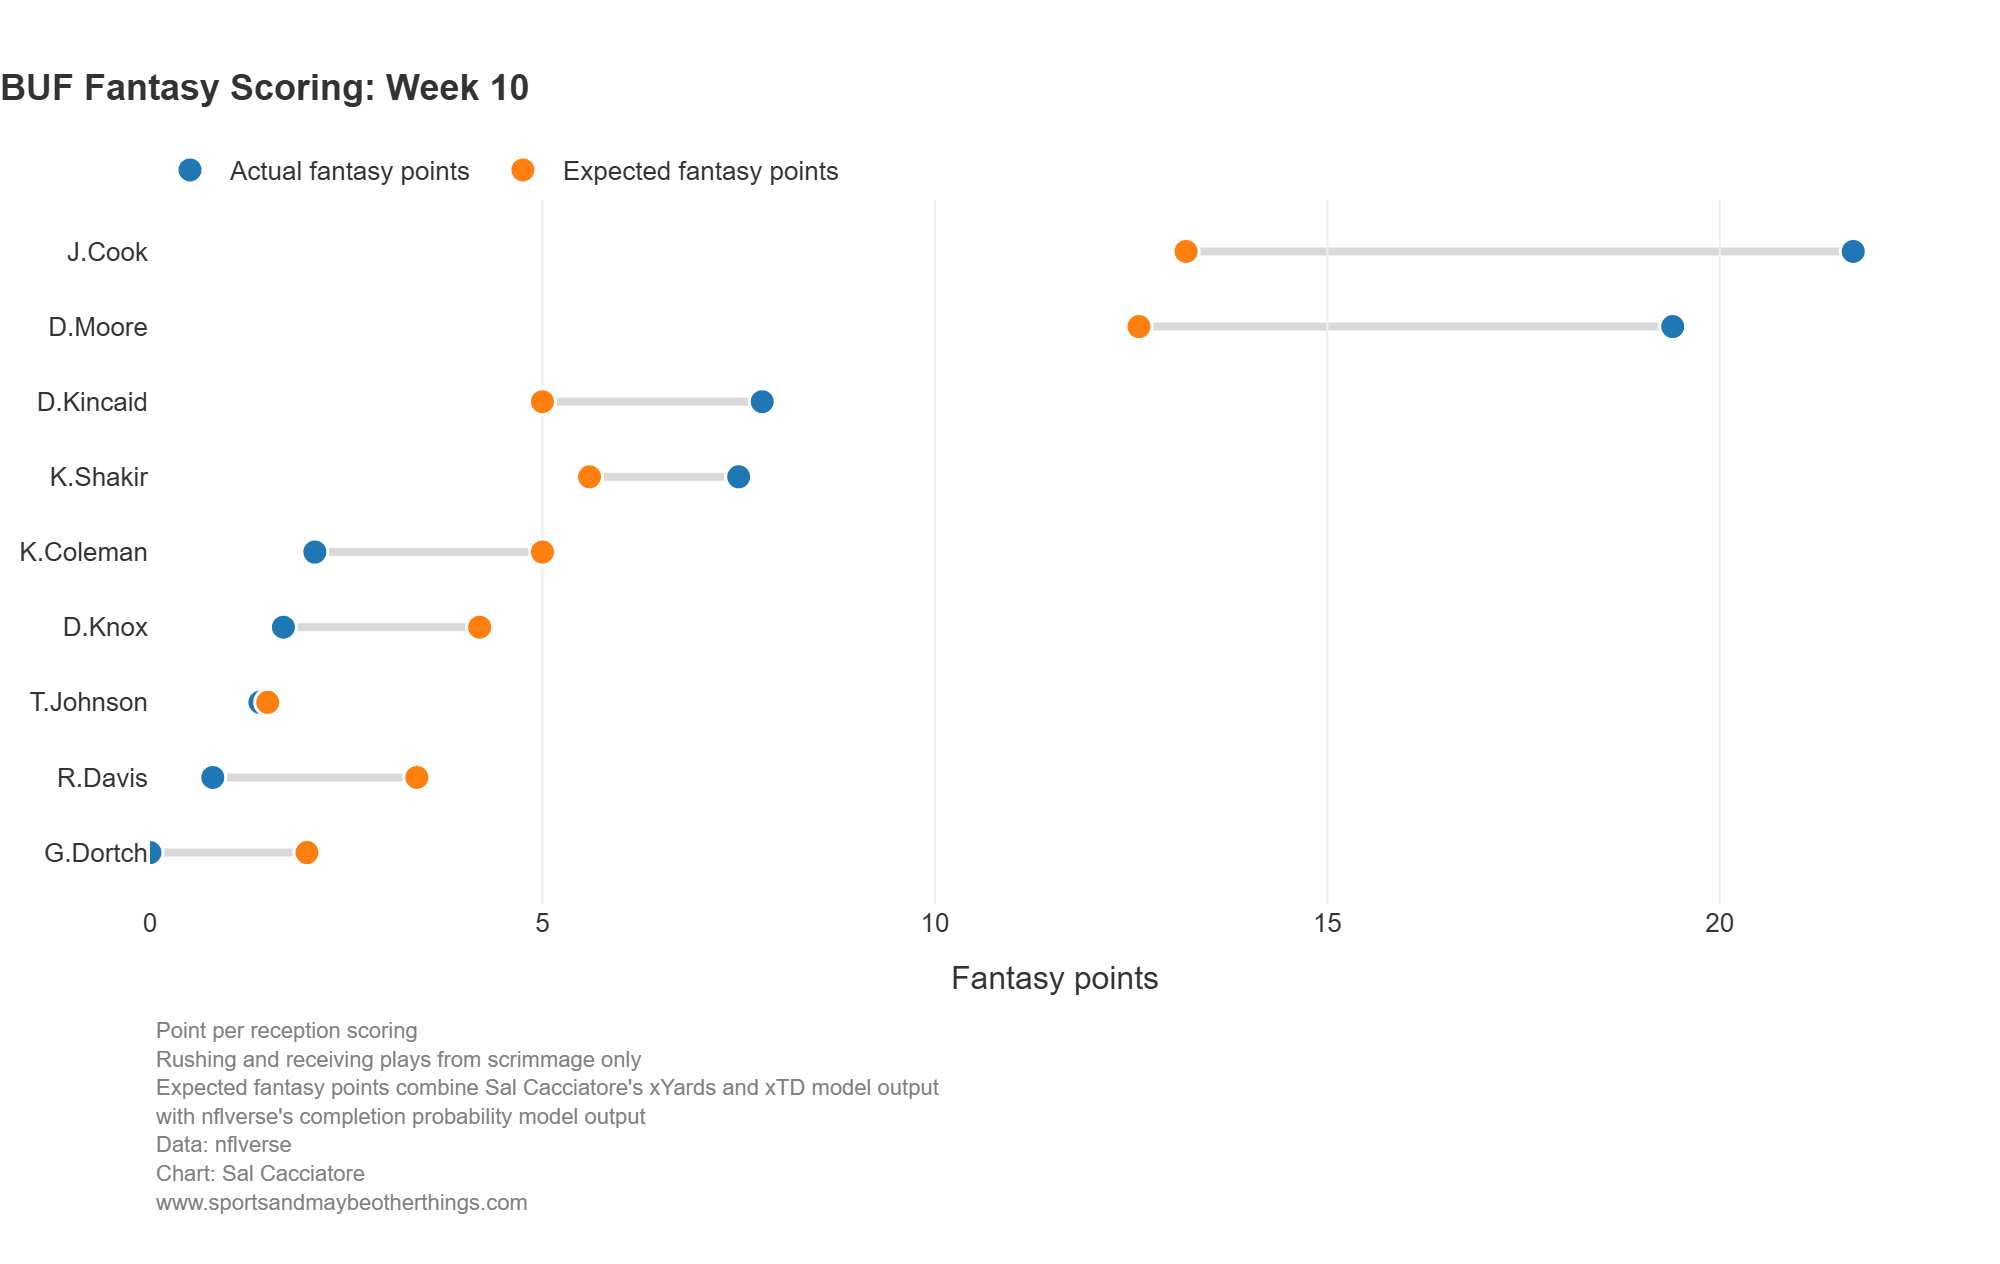 BUF Fantasy Scoring: Week 10
Actual fantasy points
Expected fantasy points
J.Cook
D.Moore
D.Kincaid
K.Shakir
K.Coleman
D.Knox
T.Johnson
R.Davis
G.Dortch
0 5 10 15 20
Fantasy points
Point per reception scoring
Rushing and receiving plays from scrimmage only
Expected fantasy points combine Sal Cacciatore's xYards and xTD model output
with nflverse's completion probability model output
Data: nflverse
Chart: Sal Cacciatore
www.sportsandmaybeotherthings.com